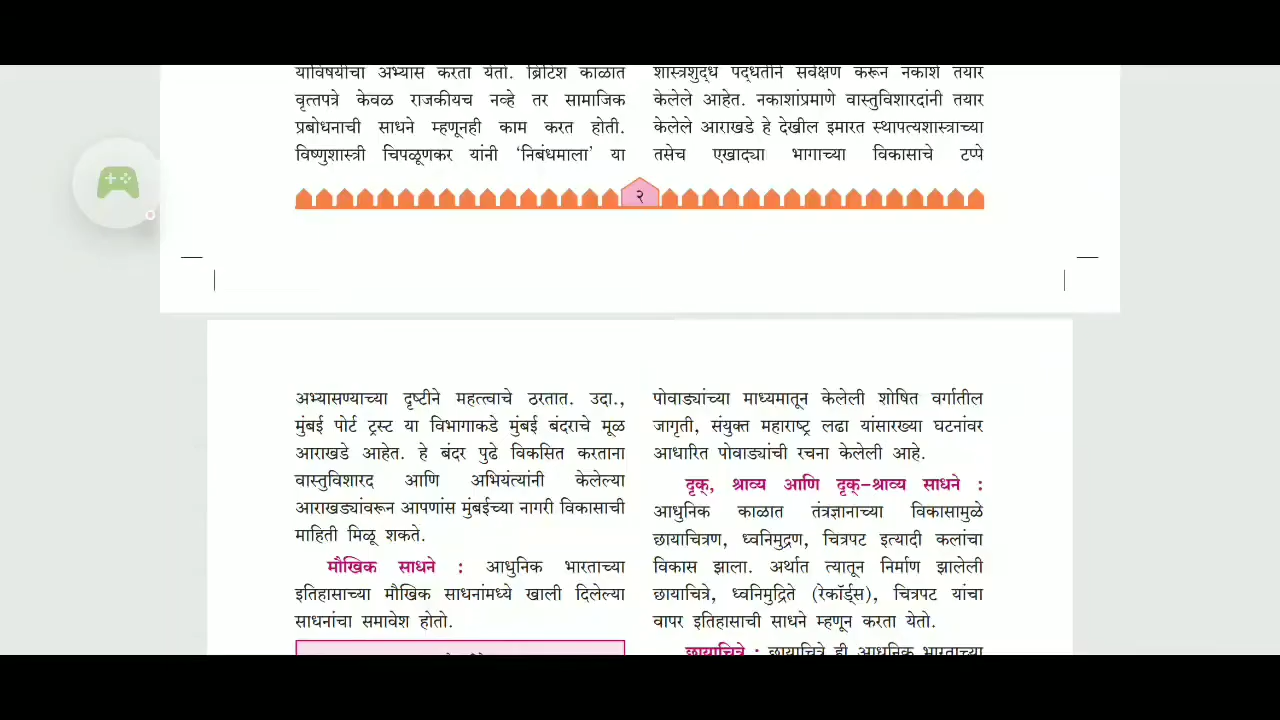 याविषयीचा अभ्यास करता येतो. ब्रिटिश काळात
वृत्तपत्रे केवळ राजकीयच नव्हे तर सामाजिक
प्रबोधनाची साधने म्हणूनही काम करत होती.
विष्णुशास्त्री चिपळूणकर यांनी ‘निबंधमाला’ या
शास्त्रशुद्ध पद्धतीने सर्वेक्षण करून नकाशे तयार
केलेले आहेत. नकाशांप्रमाणे वास्तुविशारदांनी तयार
केलेले आराखडे हे देखील इमारत स्थापत्यशास्त्राच्या
तसेच एखाद्या भागाच्या विकासाचे टप्पे
२
अभ्यासण्याच्या दृष्टीने महत्त्वाचे ठरतात. उदा.,
मुंबई पोर्ट ट्रस्ट या विभागाकडे मुंबई बंदराचे मूळ
आराखडे आहेत. हे बंदर पुढे विकसित करताना
वास्तुविशारद आणि अभियंत्यांनी केलेल्या
आराखड्यांवरून आपणांस मुंबईच्या नागरी विकासाची
माहिती मिळू शकते.
मौखिक साधने : आधुनिक भारताच्या
इतिहासाच्या मौखिक साधनांमध्ये खाली दिलेल्या
साधनांचा समावेश होतो.
पोवाड्यांच्या माध्यमातून केलेली शोषित वर्गातील
जागृती, संयुक्त महाराष्ट्र लढा यांसारख्या घटनांवर
आधारित पोवाड्यांची रचना केलेली आहे.
दृक्, श्राव्य आणि दृक्-श्राव्य साधने :
आधुनिक काळात तंत्रज्ञानाच्या विकासामुळे
छायाचित्रण, ध्वनिमुद्रण, चित्रपट इत्यादी कलांचा
विकास झाला. अर्थात त्यातून निर्माण झालेली
छायाचित्रे, ध्वनिमुद्रिते (रेकॉर्ड्स), चित्रपट यांचा
वापर इतिहासाची साधने म्हणून करता येतो.
छायाचित्रे : छायाचित्रे ही आधुनिक भारताच्या